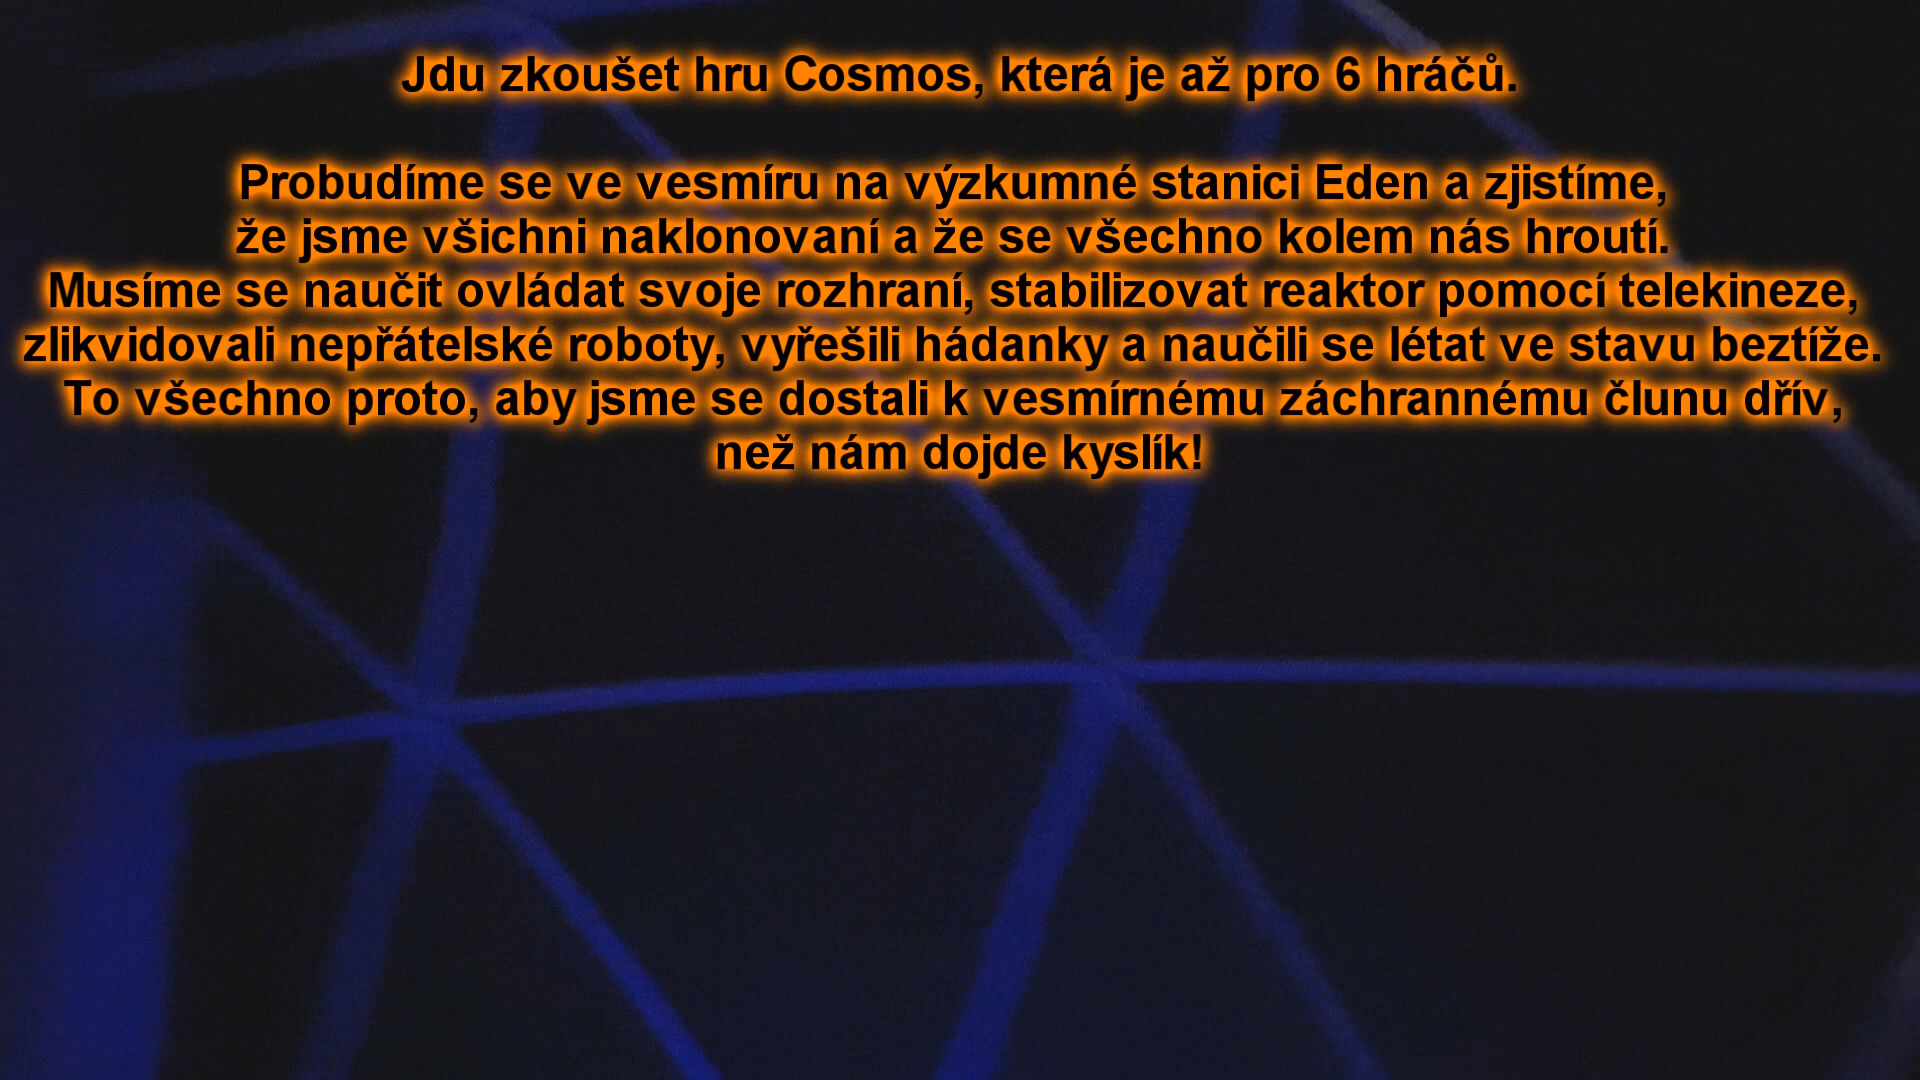 Jdu zkoušet hru Cosmos, která je až pro 6 hráčů.
Probudíme se ve vesmíru na výzkumné stanici Eden a zjistíme,
že jsme všichni naklonovaní a že se všechno kolem nás hroutí.
Musíme se naučit ovládat svoje rozhraní, stabilizovat reaktor pomocí telekineze,
zlikvidovali nepřátelské roboty, vyřešili hádanky a naučili se létat ve stavu beztíže.
To všechno proto, aby jsme se dostali k vesmírnému záchrannému člunu dřív,
než nám dojde kyslík!